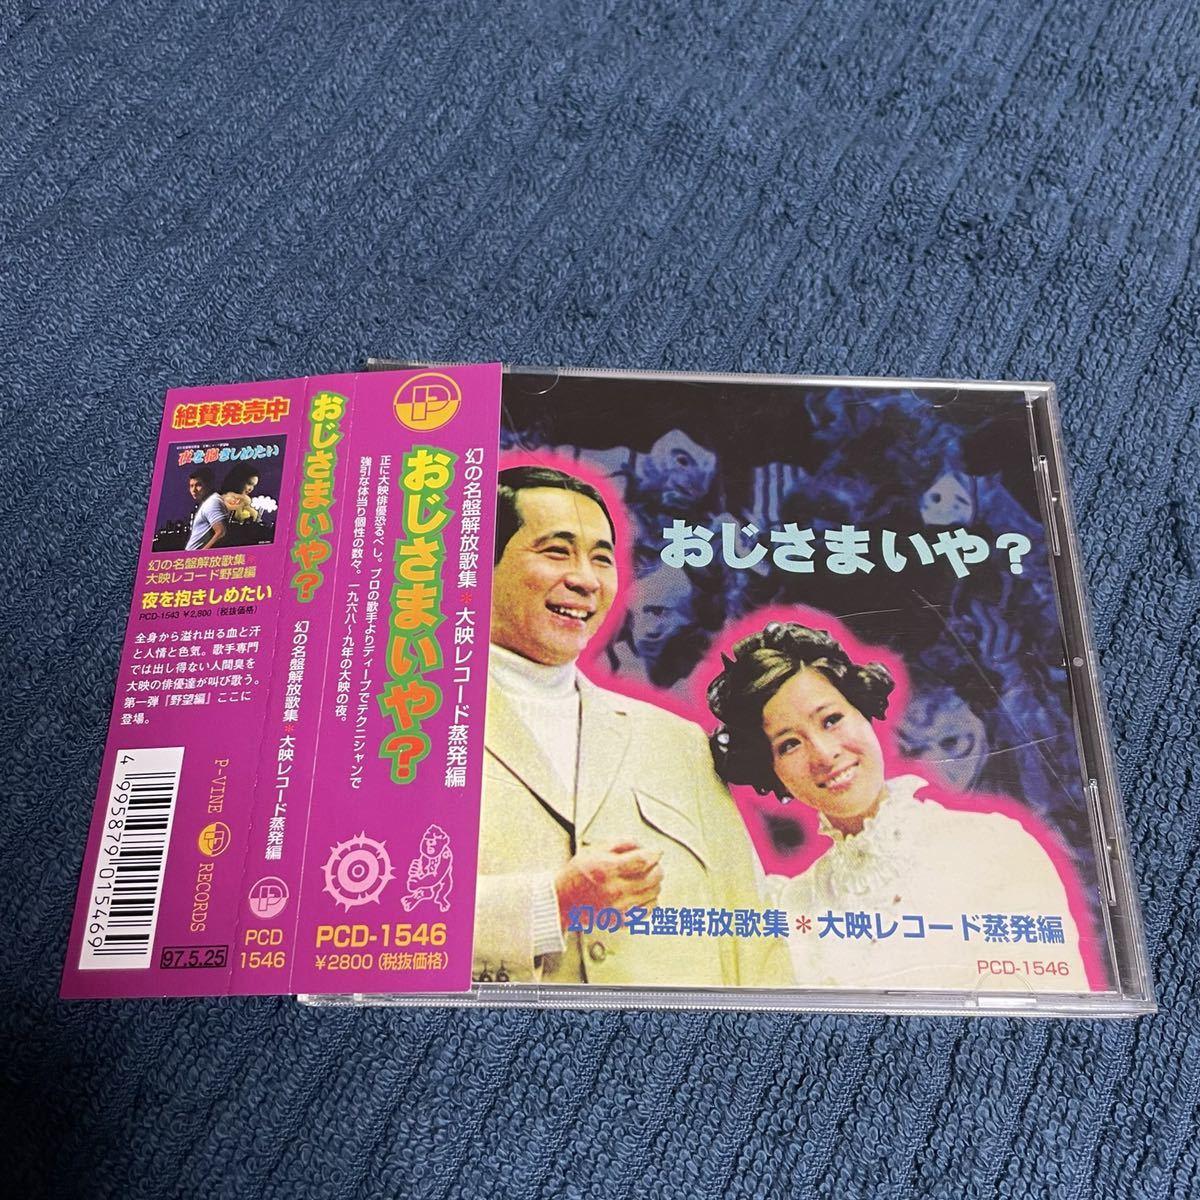 絶賛発売中
夜を抱きしめたい
幻の名盤解放歌集*
大映レコード野望編
夜を抱きしめたい
PCD-1543 ¥2,800 (税抜価格)
全身から溢れ出る血と汗
と人情と色気。歌手専門
では出し得ない人間臭を
大映の俳優達が叫び歌う。
第一弾『野望編』ここに
登場。
4 995879 015469
P-VINE RECORDS
97.5.25
おじさまいや?
幻の名盤解放歌集*大映レコード蒸発編
P
PCD
1546
P
幻の名盤解放歌集*大映レコード蒸発編
おじさまいや?
正に大映俳優恐るべし。プロの歌手よりディープでテクニシャンで
強引な体当り個性の数々。一九六八~九年の大映の夜。
PCD-1546
¥2800 (税抜価格)
おじさまいや?
幻の名盤解放歌集*大映レコード蒸発編
PCD-1546